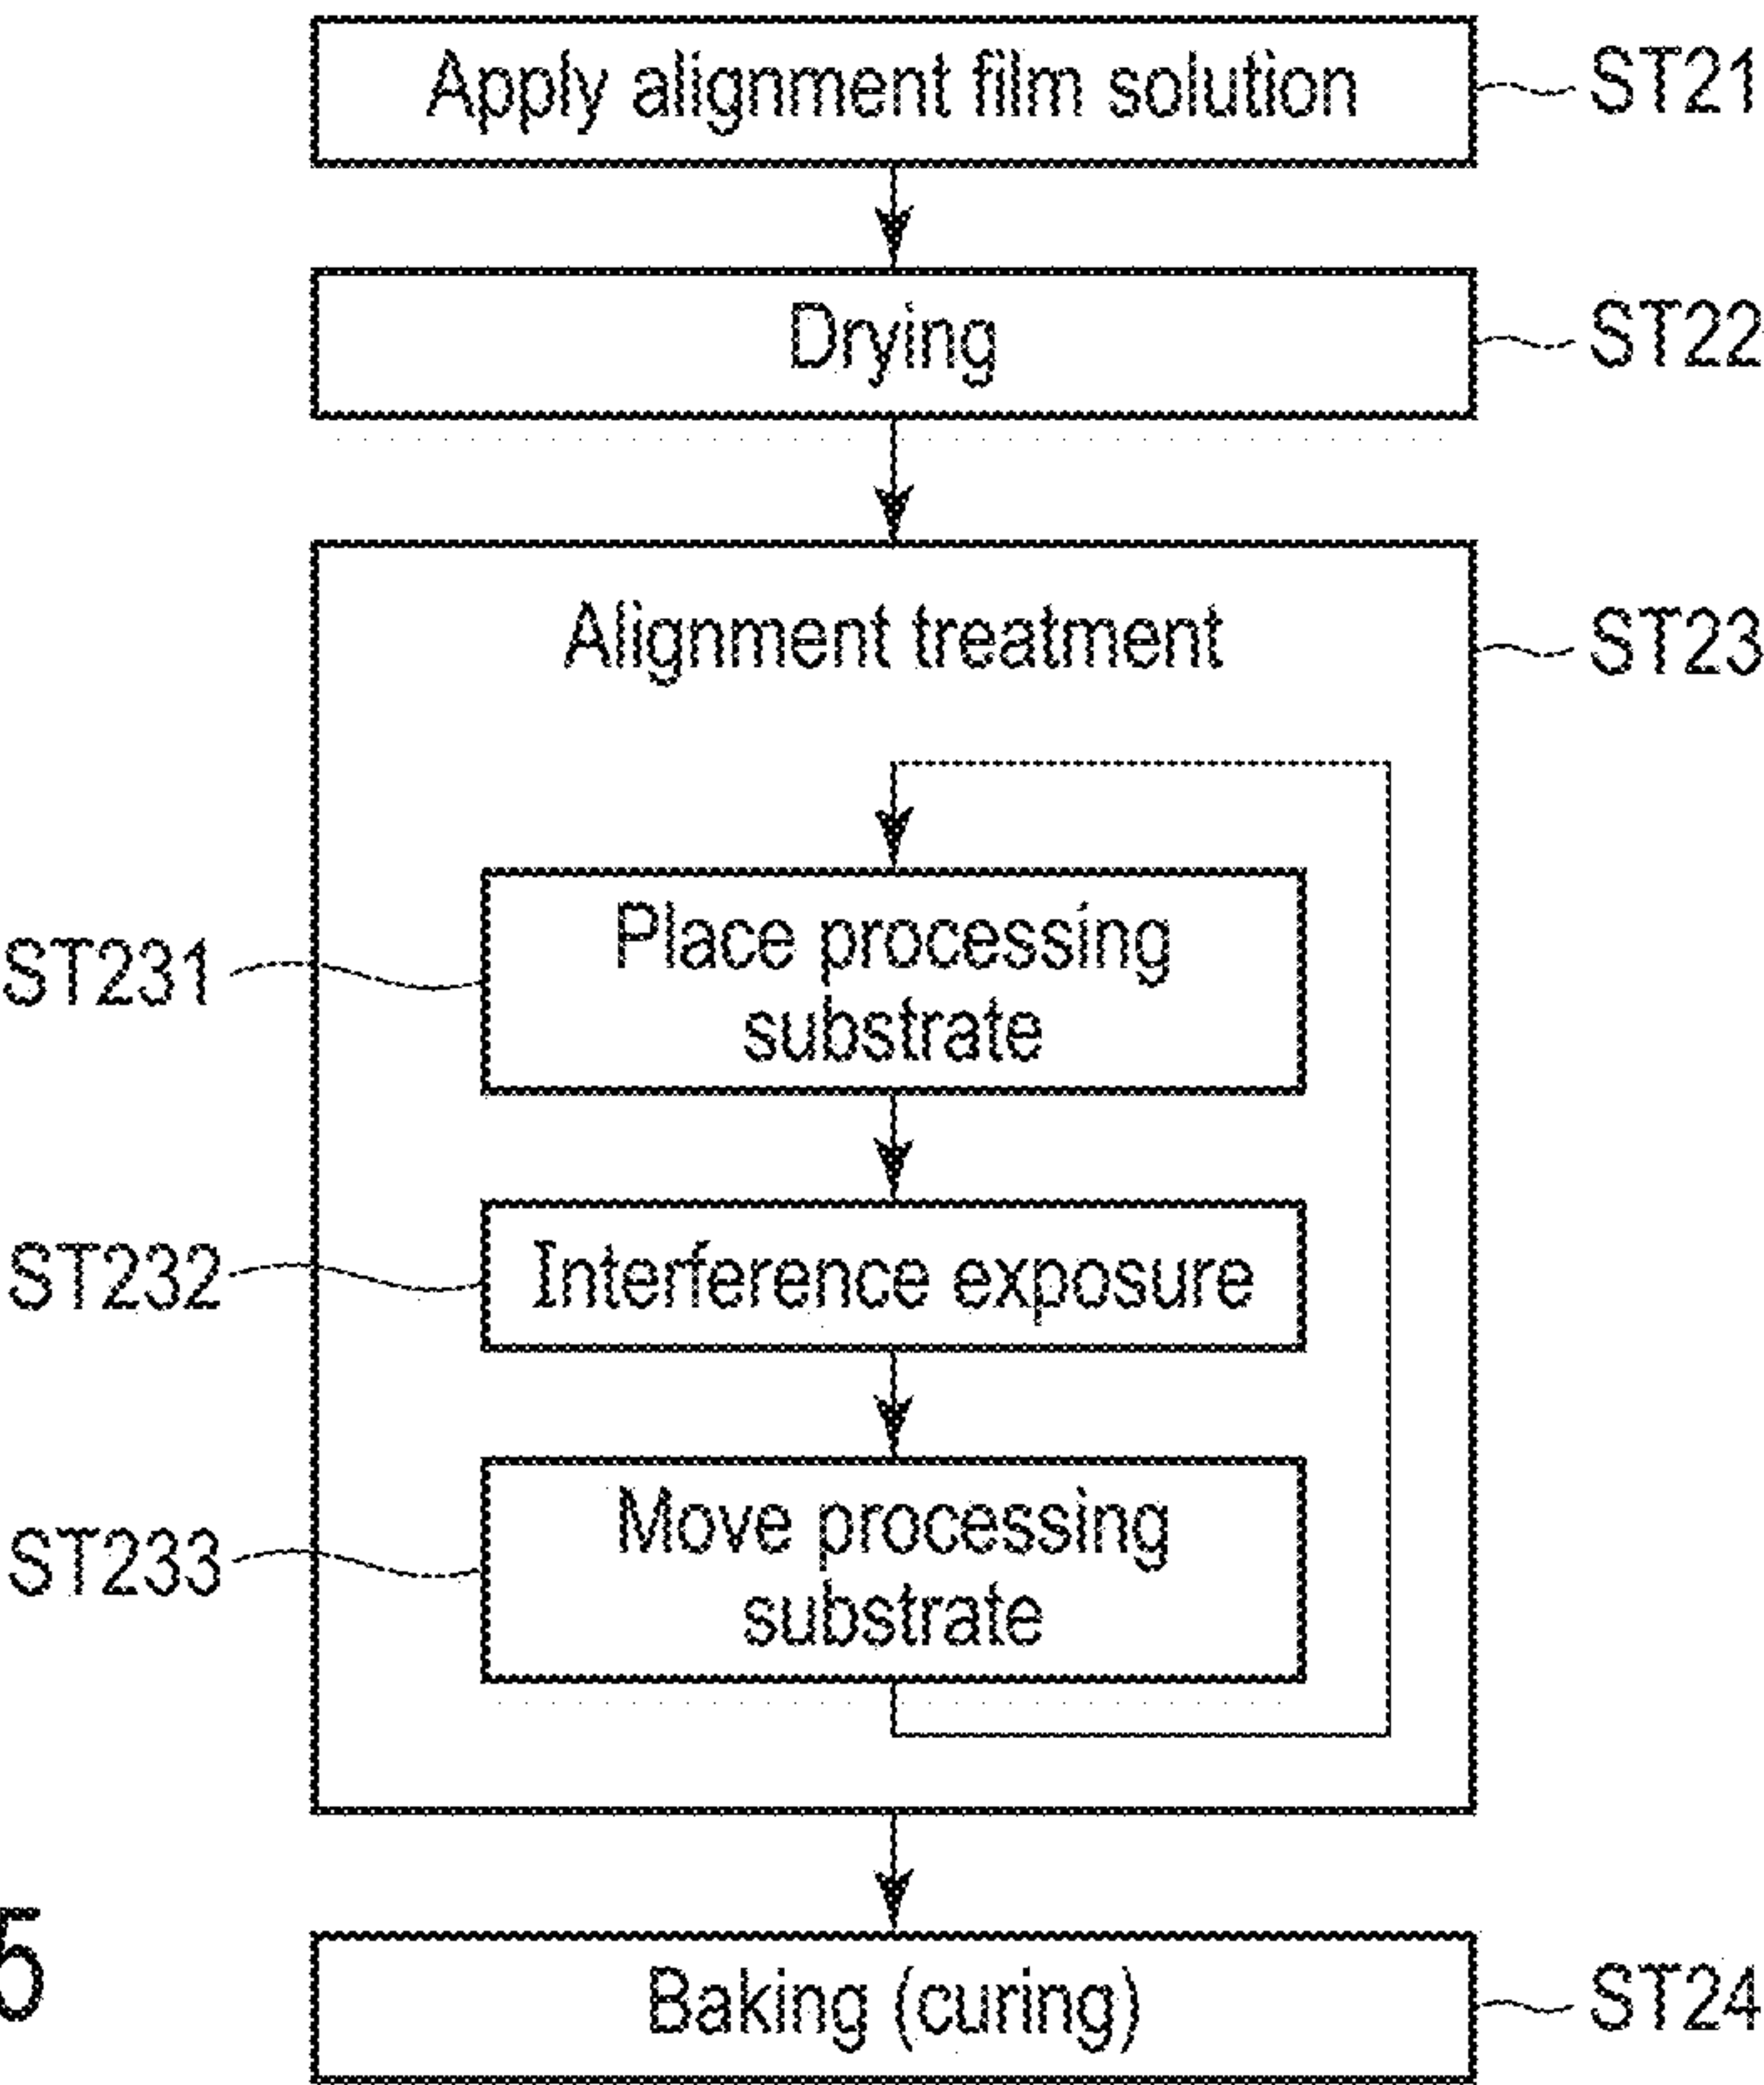 Apply alignment film solution ST21
Drying ST22
Alignment treatment ST23
ST231 Place processing
substrate
ST232 Interference exposure
ST233 Move processing
substrate
5
Baking (curing) ST24